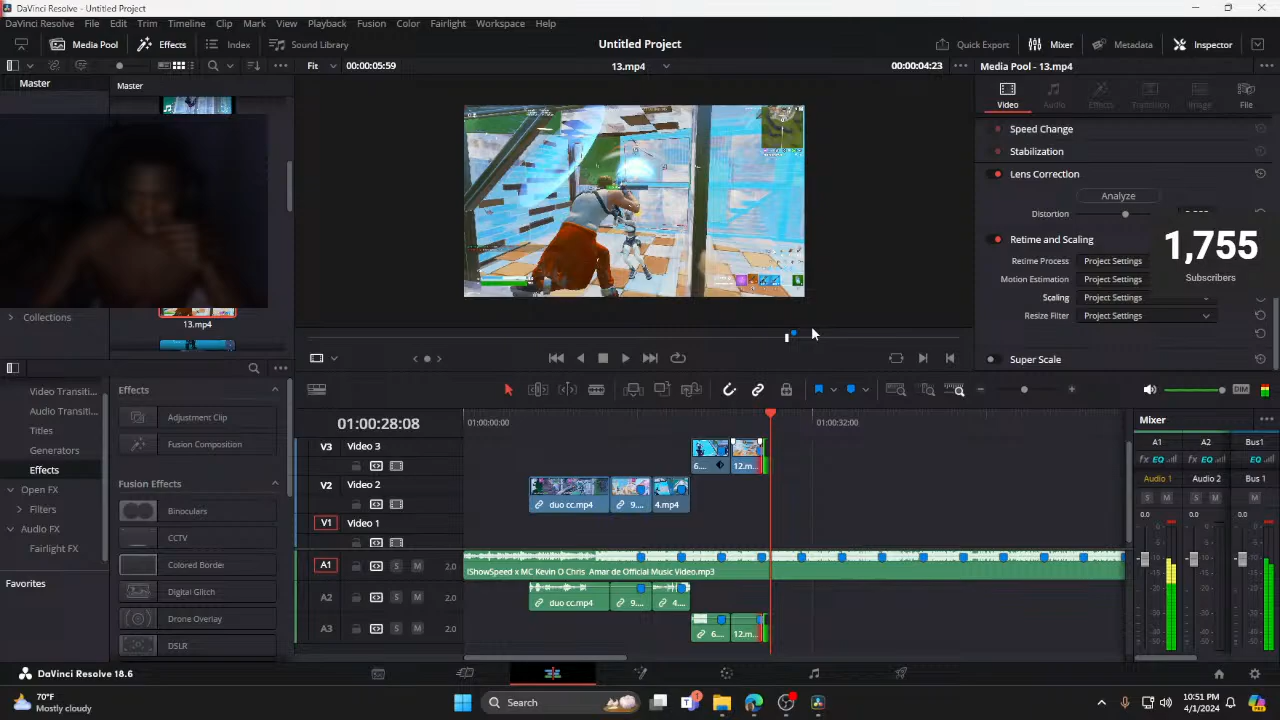 DaVinci Resolve - Untitled Project
DaVinci Resolve File Edit Trim Timeline Clip Mark View Playback Fusion Color Fairlight Workspace Help
Media Pool Effects Index Sound Library Untitled Project Quick Export Mixer Metadata Inspector
Fit 00:00:05:59 13.mp4 00:00:04:23 Media Pool - 13.mp4
Master Master
Video Audio Effects Transition Image File
Speed Change
Stabilization
Lens Correction
Analyze
Distortion
Retime and Scaling
Retime Process Project Settings
Motion Estimation Project Settings
Scaling Project Settings
Resize Filter Project Settings
Super Scale
1,755
Subscribers
Collections
13.mp4
Video Transiti...
Audio Transiti...
Titles
Generators
Effects
Open FX
Filters
Audio FX
Fairlight FX
Favorites
Effects
Adjustment Clip
Fusion Composition
Fusion Effects
Binoculars
CCTV
Colored Border
Digital Glitch
Drone Overlay
DSLR
DIM
01:00:28:08
01:00:00:00 01:00:32:00
V3 Video 3
6.... 12.m...
V2 Video 2
duo cc.mp4 9.... 4.mp4
V1 Video 1
A1 S M 2.0
IShowSpeed x MC Kevin O Chris Amar de Official Music Video.mp3
A2 S M 2.0
duo cc.mp4 9.... 4....
A3 S M 2.0
6.... 12.m...
Mixer
A1 A2 Bus1
FX EQ FX EQ EQ
Audio 1 Audio 2 Bus 1
S M S M M
0.0 0.0 0.0
DaVinci Resolve 18.6
70°F
Mostly cloudy
Search
10:51 PM
4/1/2024